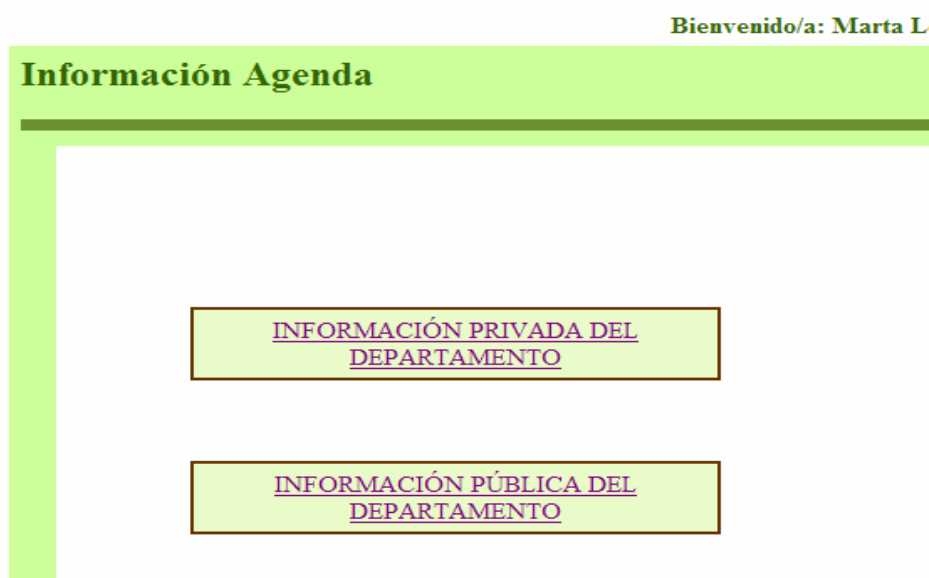 Bienvenido/a: Marta
Información Agenda
INFORMACIÓN PRIVADA DEL
DEPARTAMENTO
INFORMACIÓN PÚBLICA DEL
DEPARTAMENTO